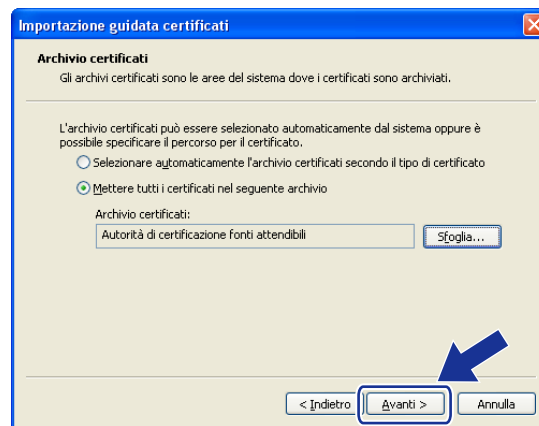 Importazione guidata certificati
Archivio certificati
Gli archivi certificati sono le aree del sistema dove i certificati sono archiviati.
L'archivio certificati può essere selezionato automaticamente dal sistema oppure è
possibile specificare il percorso per il certificato.
Selezionare automaticamente l'archivio certificati secondo il tipo di certificato
Mettere tutti i certificati nel seguente archivio
Archivio certificati:
Autorità di certificazione fonti attendibili
Sfoglia...
< Indietro
Avanti >
Annulla